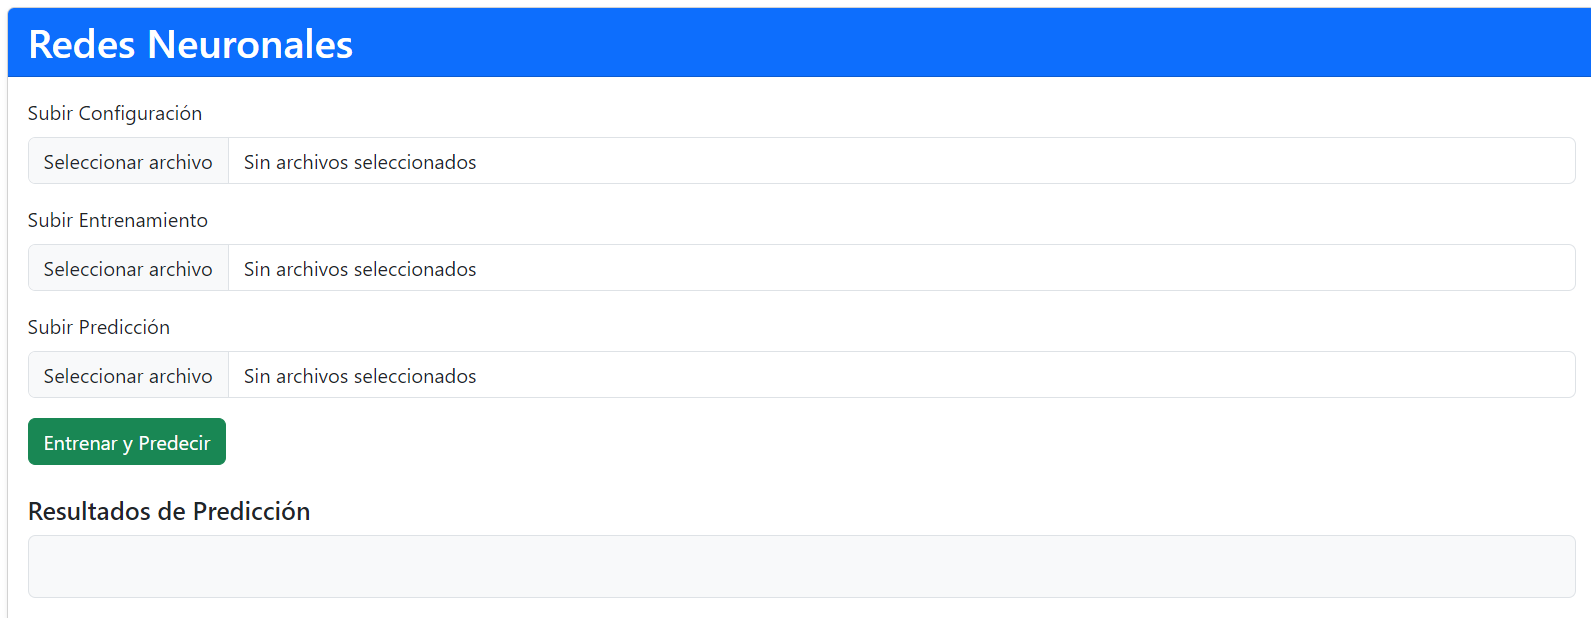 Redes Neuronales
Subir Configuración
Seleccionar archivo Sin archivos seleccionados
Subir Entrenamiento
Seleccionar archivo Sin archivos seleccionados
Subir Predicción
Seleccionar archivo Sin archivos seleccionados
Entrenar y Predecir
Resultados de Predicción